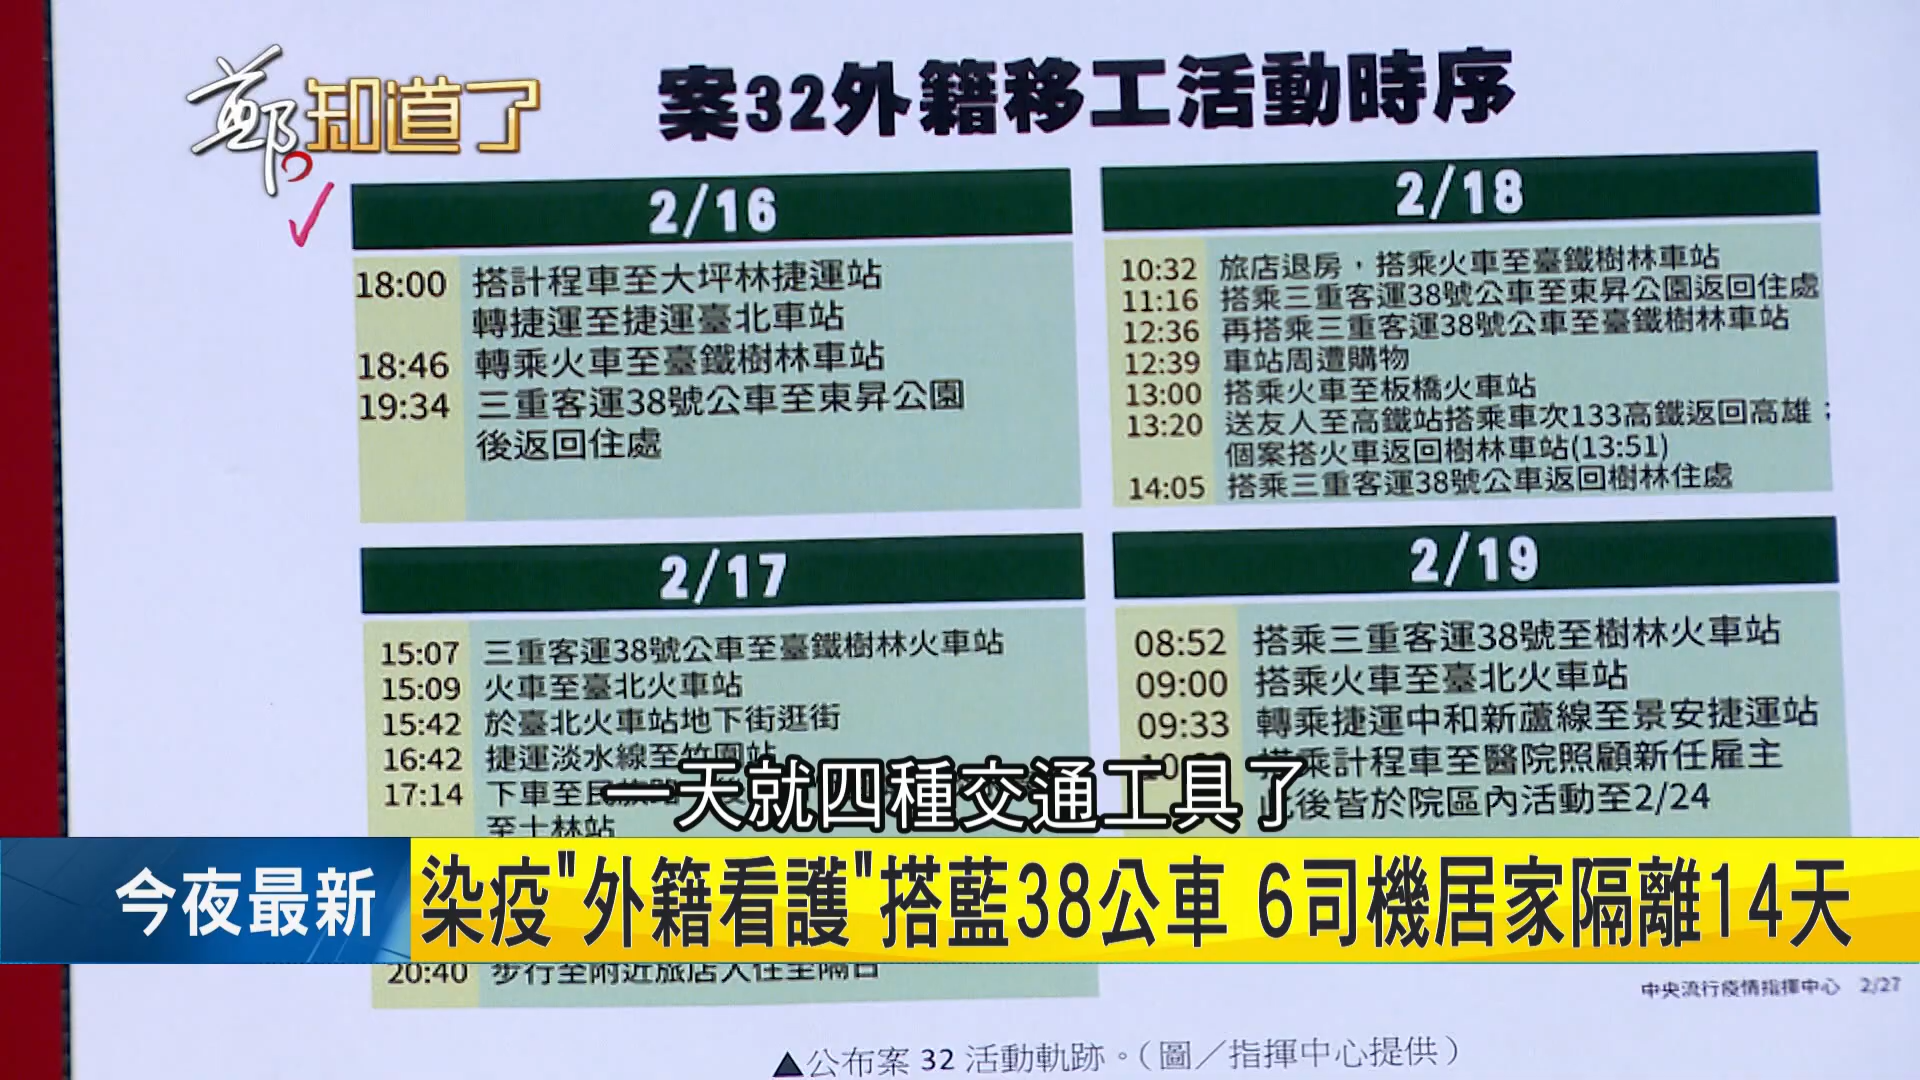 鄭知道了
案32外籍移工活動時序
2/16
18:00 搭計程車至大坪林捷運站
轉捷運至捷運臺北車站
18:46 轉乘火車至臺鐵樹林車站
19:34 三重客運38號公車至東昇公園
後返回住處
2/18
10:32 旅店退房，搭乘火車至臺鐵樹林車站
11:16 搭乘三重客運38號公車至東昇公園返回住處
12:36 再搭乘三重客運38號公車至臺鐵樹林車站
12:39 車站周遭購物
13:00 搭乘火車至板橋火車站
13:20 送友人至高鐵站搭乘車次133高鐵返回高雄；
個案搭火車返回樹林車站(13:51)
14:05 搭乘三重客運38號公車返回樹林住處
2/17
15:07 三重客運38號公車至臺鐵樹林火車站
15:09 火車至臺北火車站
15:42 於臺北火車站地下街逛街
16:42 捷運淡水線至竹圍站
17:14 下車至民
至士林站
20:40 步行至附近旅店入住至隔日
2/19
08:52 搭乘三重客運38號至樹林火車站
09:00 搭乘火車至臺北火車站
09:33 轉乘捷運中和新蘆線至景安捷運站
搭乘計程車至醫院照顧新任雇主
此後皆於院區內活動至2/24
一天就四種交通工具了
今夜最新
染疫"外籍看護"搭藍38公車 6司機居家隔離14天
中央流行疫情指揮中心 2/27
▲公布案 32 活動軌跡。（圖／指揮中心提供）